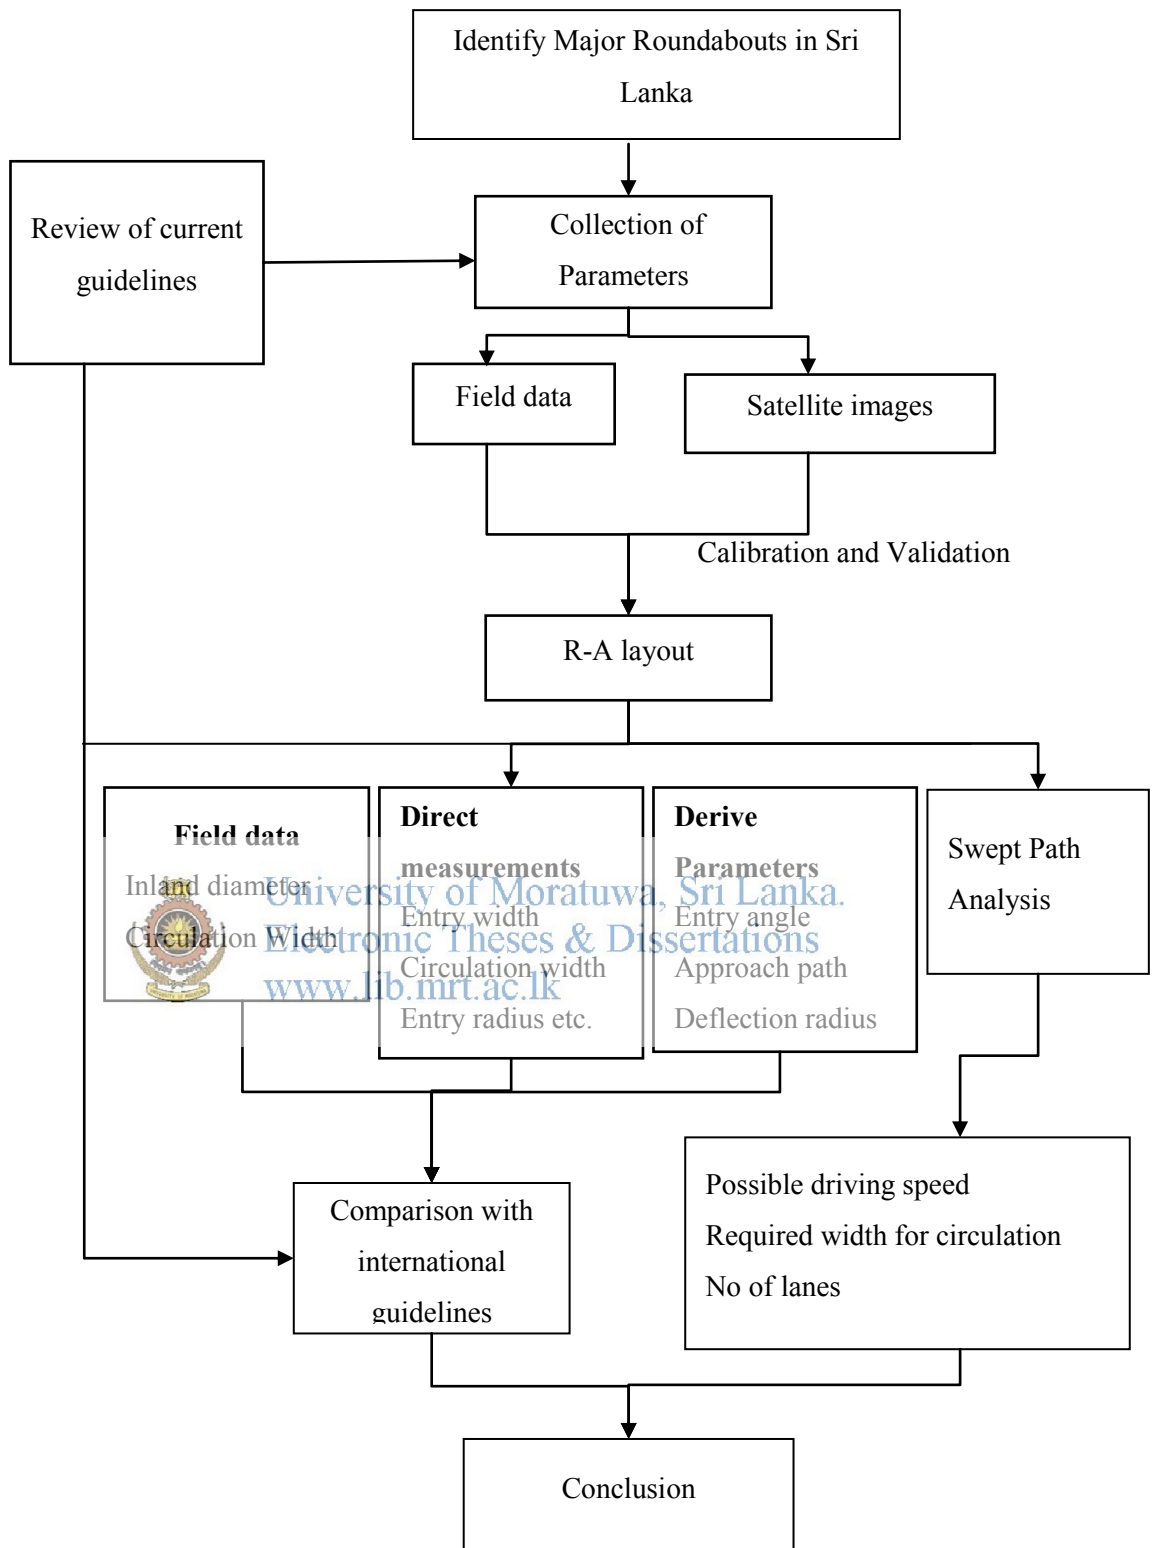 Identify Major Roundabouts in Sri
Lanka
Review of current
guidelines
Collection of
Parameters
Field data
Satellite images
Calibration and Validation
R-A layout
Field data
Inland diameter
Circulation Width
Direct
measurements
Entry width
Circulation width
Entry radius etc.
Derive
Parameters
Entry angle
Approach path
Deflection radius
Swept Path
Analysis
University of Moratuwa, Sri Lanka.
Electronic Theses & Dissertations
www.lib.mrt.ac.lk
Comparison with
international
guidelines
Possible driving speed
Required width for circulation
No of lanes
Conclusion